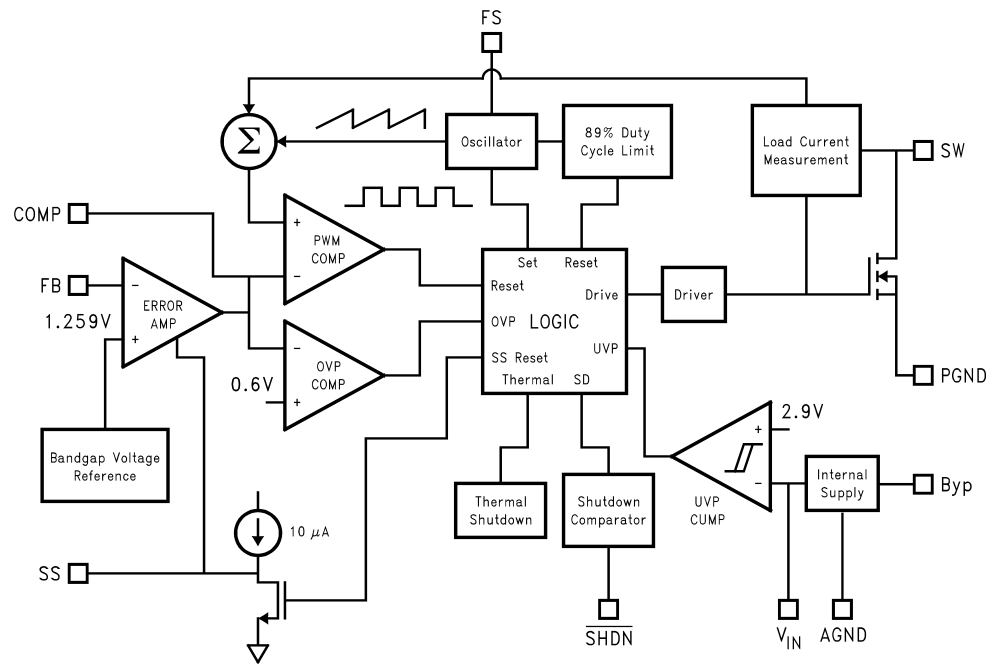 FS
Σ
Oscillator
89% Duty
Cycle Limit
Load Current
Measurement
SW
COMP
+
PWM
COMP
−
Set
Reset
Reset
Drive
Driver
FB
−
ERROR
AMP
1.259V
+
OVP
LOGIC
UVP
−
OVP
COMP
0.6V
+
SS Reset
Thermal
SD
PGND
2.9V
+
−
UVP
CUMP
Bandgap Voltage
Reference
Internal
Supply
Byp
Thermal
Shutdown
Shutdown
Comparator
10 μA
SS
SHDN
VIN
AGND